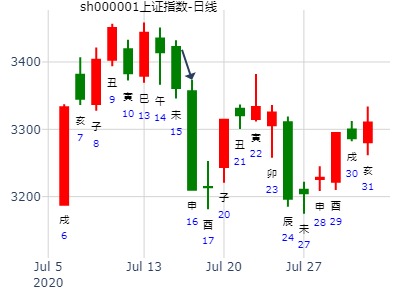 sh000001上证指数-日线
3400
3300
3200
戌
6
亥
7
子
8
丑
9
寅
10
巳
13
午
14
未
15
申
16
酉
17
子
20
丑
21
寅
22
卯
23
辰
24
未
27
申
28
酉
29
戌
30
亥
31
Jul 5
2020
Jul 13
Jul 20
Jul 27